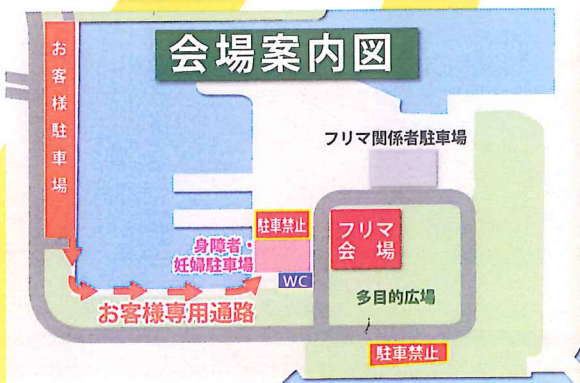 会場案内図
お客様駐車場
フリマ関係者駐車場
駐車禁止
フリマ
会場
身障者・
妊婦駐車場
WC
多目的広場
お客様専用通路
駐車禁止